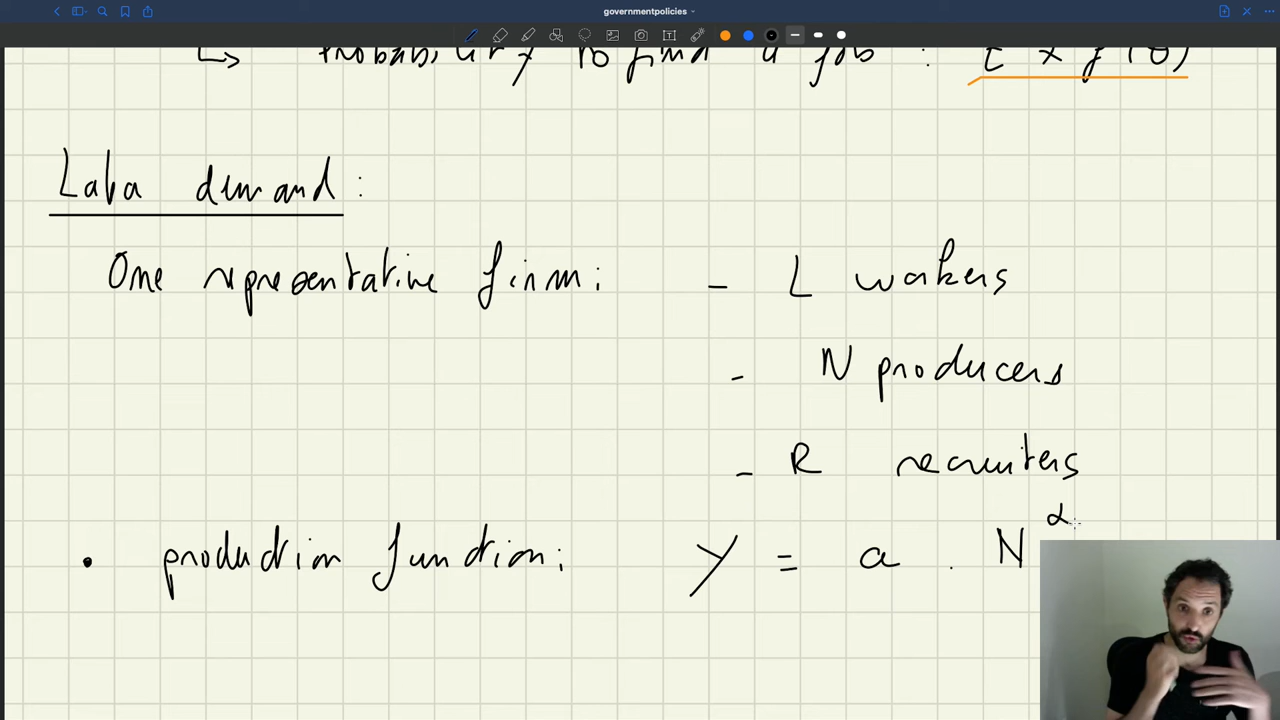 governmentpolicies
↳ Probability to find a job : E x f(θ)
Labor demand :
One representative firm : - L workers
- N producers
- R recruiters
• production function : Y = a . N^α